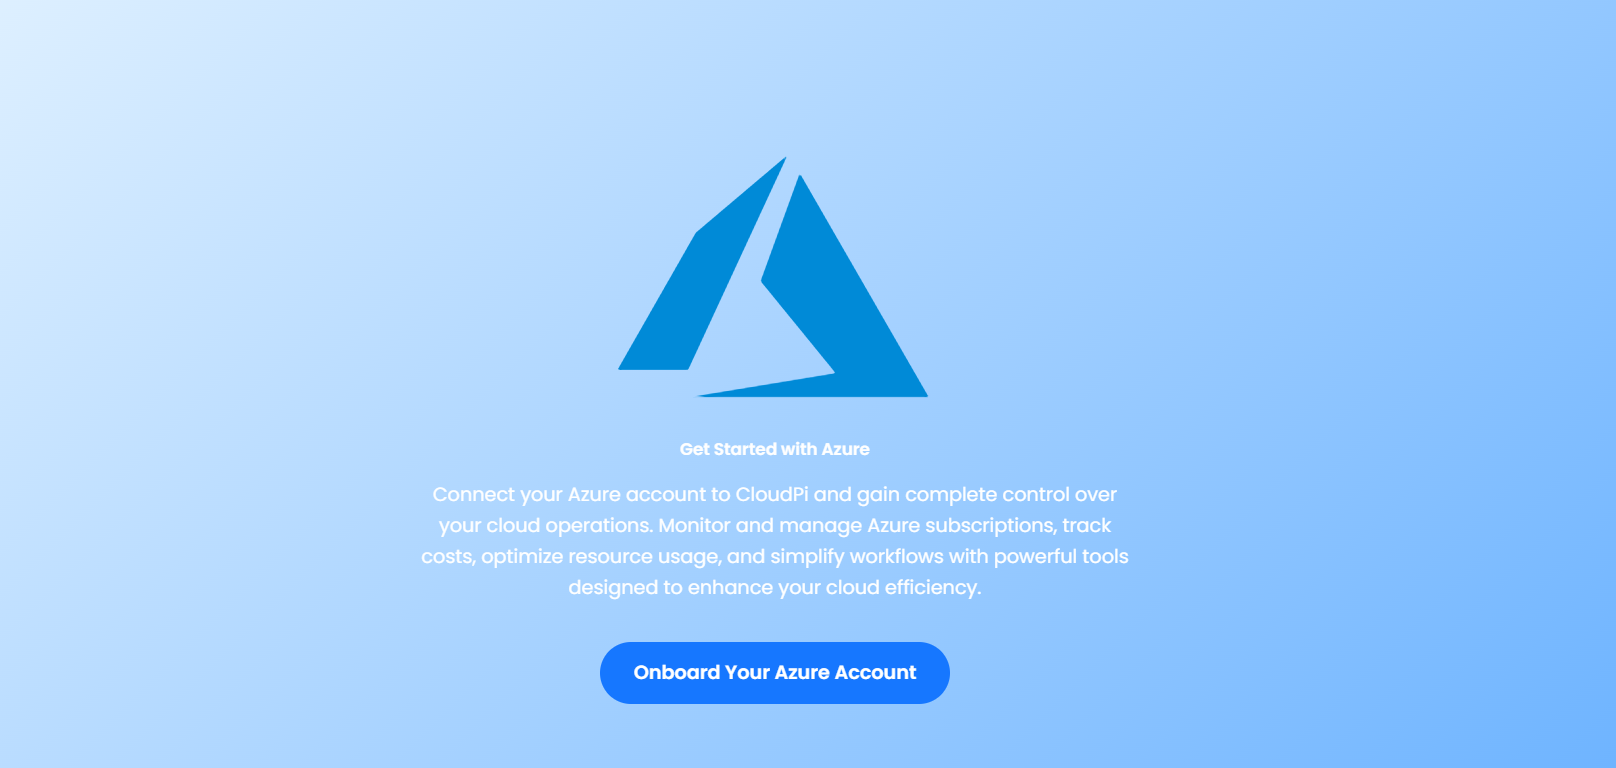 Get Started with Azure
Connect your Azure account to CloudPi and gain complete control over
your cloud operations. Monitor and manage Azure subscriptions, track
costs, optimize resource usage, and simplify workflows with powerful tools
designed to enhance your cloud efficiency.
Onboard Your Azure Account